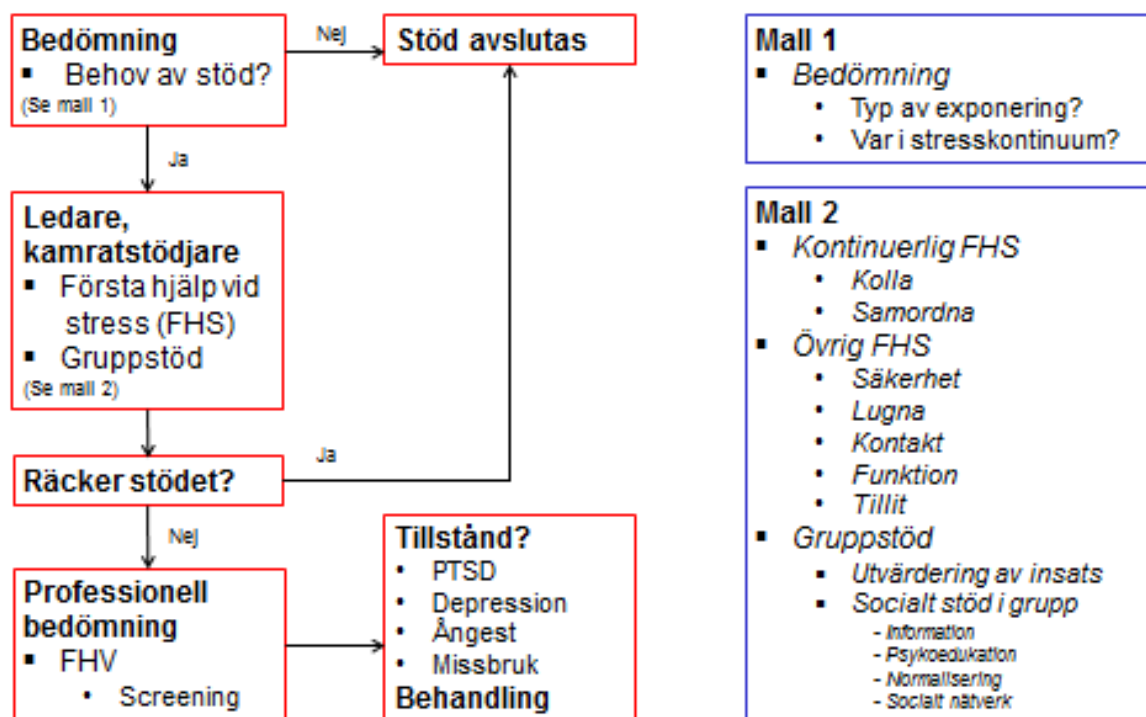 Bedömning
▪ Behov av stöd?
(Se mall 1)
Nej
Stöd avslutas
Ja
Ledare,
kamratstödjare
▪ Första hjälp vid
stress (FHS)
▪ Gruppstöd
(Se mall 2)
Räcker stödet?
Ja
Nej
Professionell
bedömning
▪ FHV
• Screening
Tillstånd?
• PTSD
• Depression
• Ångest
• Missbruk
Behandling
Mall 1
▪ Bedömning
• Typ av exponering?
• Var i stresskontinuum?
Mall 2
▪ Kontinuerlig FHS
• Kolla
• Samordna
▪ Övrig FHS
• Säkerhet
• Lugna
• Kontakt
• Funktion
• Tillit
▪ Gruppstöd
▪ Utvärdering av insats
▪ Socialt stöd i grupp
- Information
- Psykoedukation
- Normalisering
- Socialt nätverk